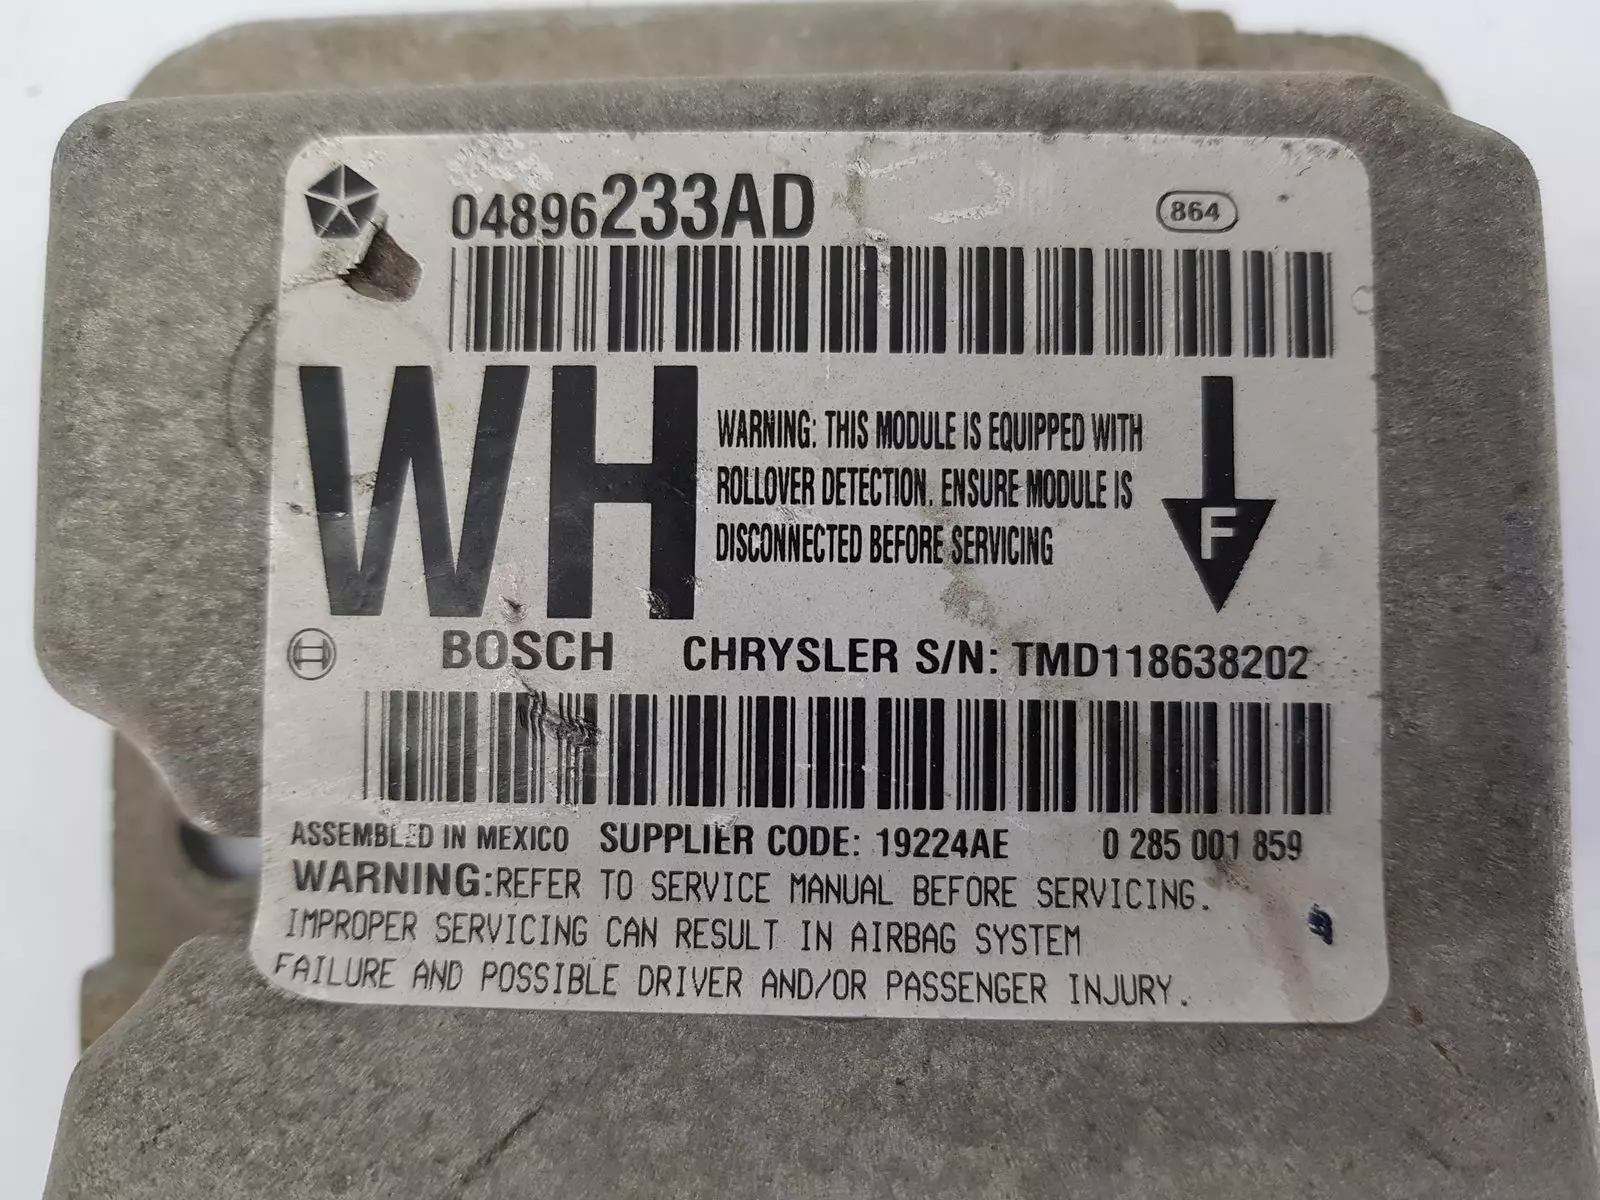 04896233AD
864
WH
WARNING: THIS MODULE IS EQUIPPED WITH
ROLLOVER DETECTION. ENSURE MODULE IS
DISCONNECTED BEFORE SERVICING
F
BOSCH CHRYSLER S/N: TMD118638202
ASSEMBLED IN MEXICO SUPPLIER CODE: 19224AE 0 285 001 859
WARNING:REFER TO SERVICE MANUAL BEFORE SERVICING.
IMPROPER SERVICING CAN RESULT IN AIRBAG SYSTEM
FAILURE AND POSSIBLE DRIVER AND/OR PASSENGER INJURY.